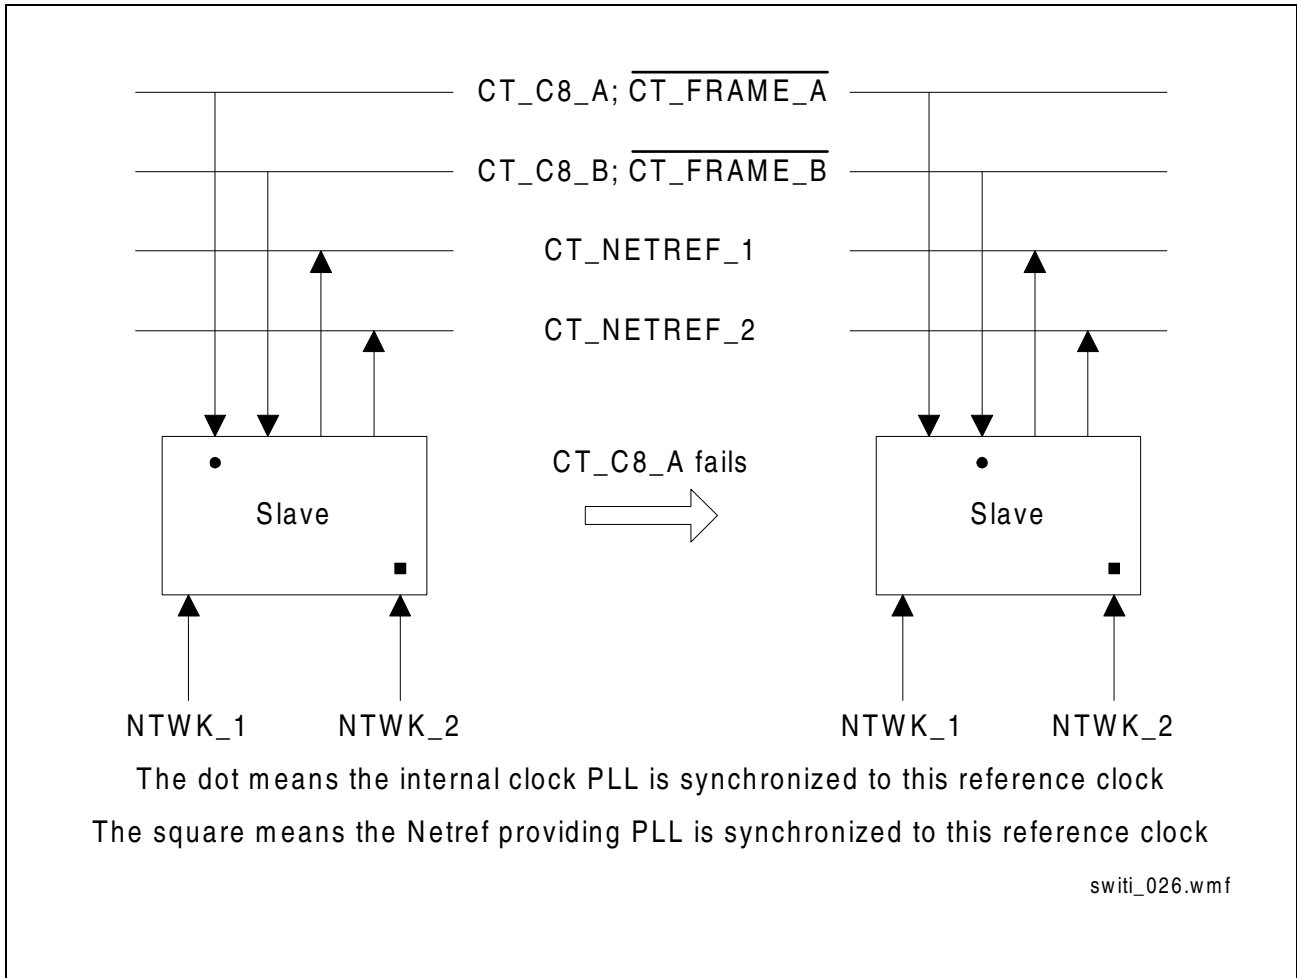 CT_C8_A; CT_FRAME_A
CT_C8_B; CT_FRAME_B
CT_NETREF_1
CT_NETREF_2
CT_C8_A fails
Slave
Slave
NTWK_1 NTWK_2 NTWK_1 NTWK_2
The dot means the internal clock PLL is synchronized to this reference clock
The square means the Netref providing PLL is synchronized to this reference clock
switi_026.wmf